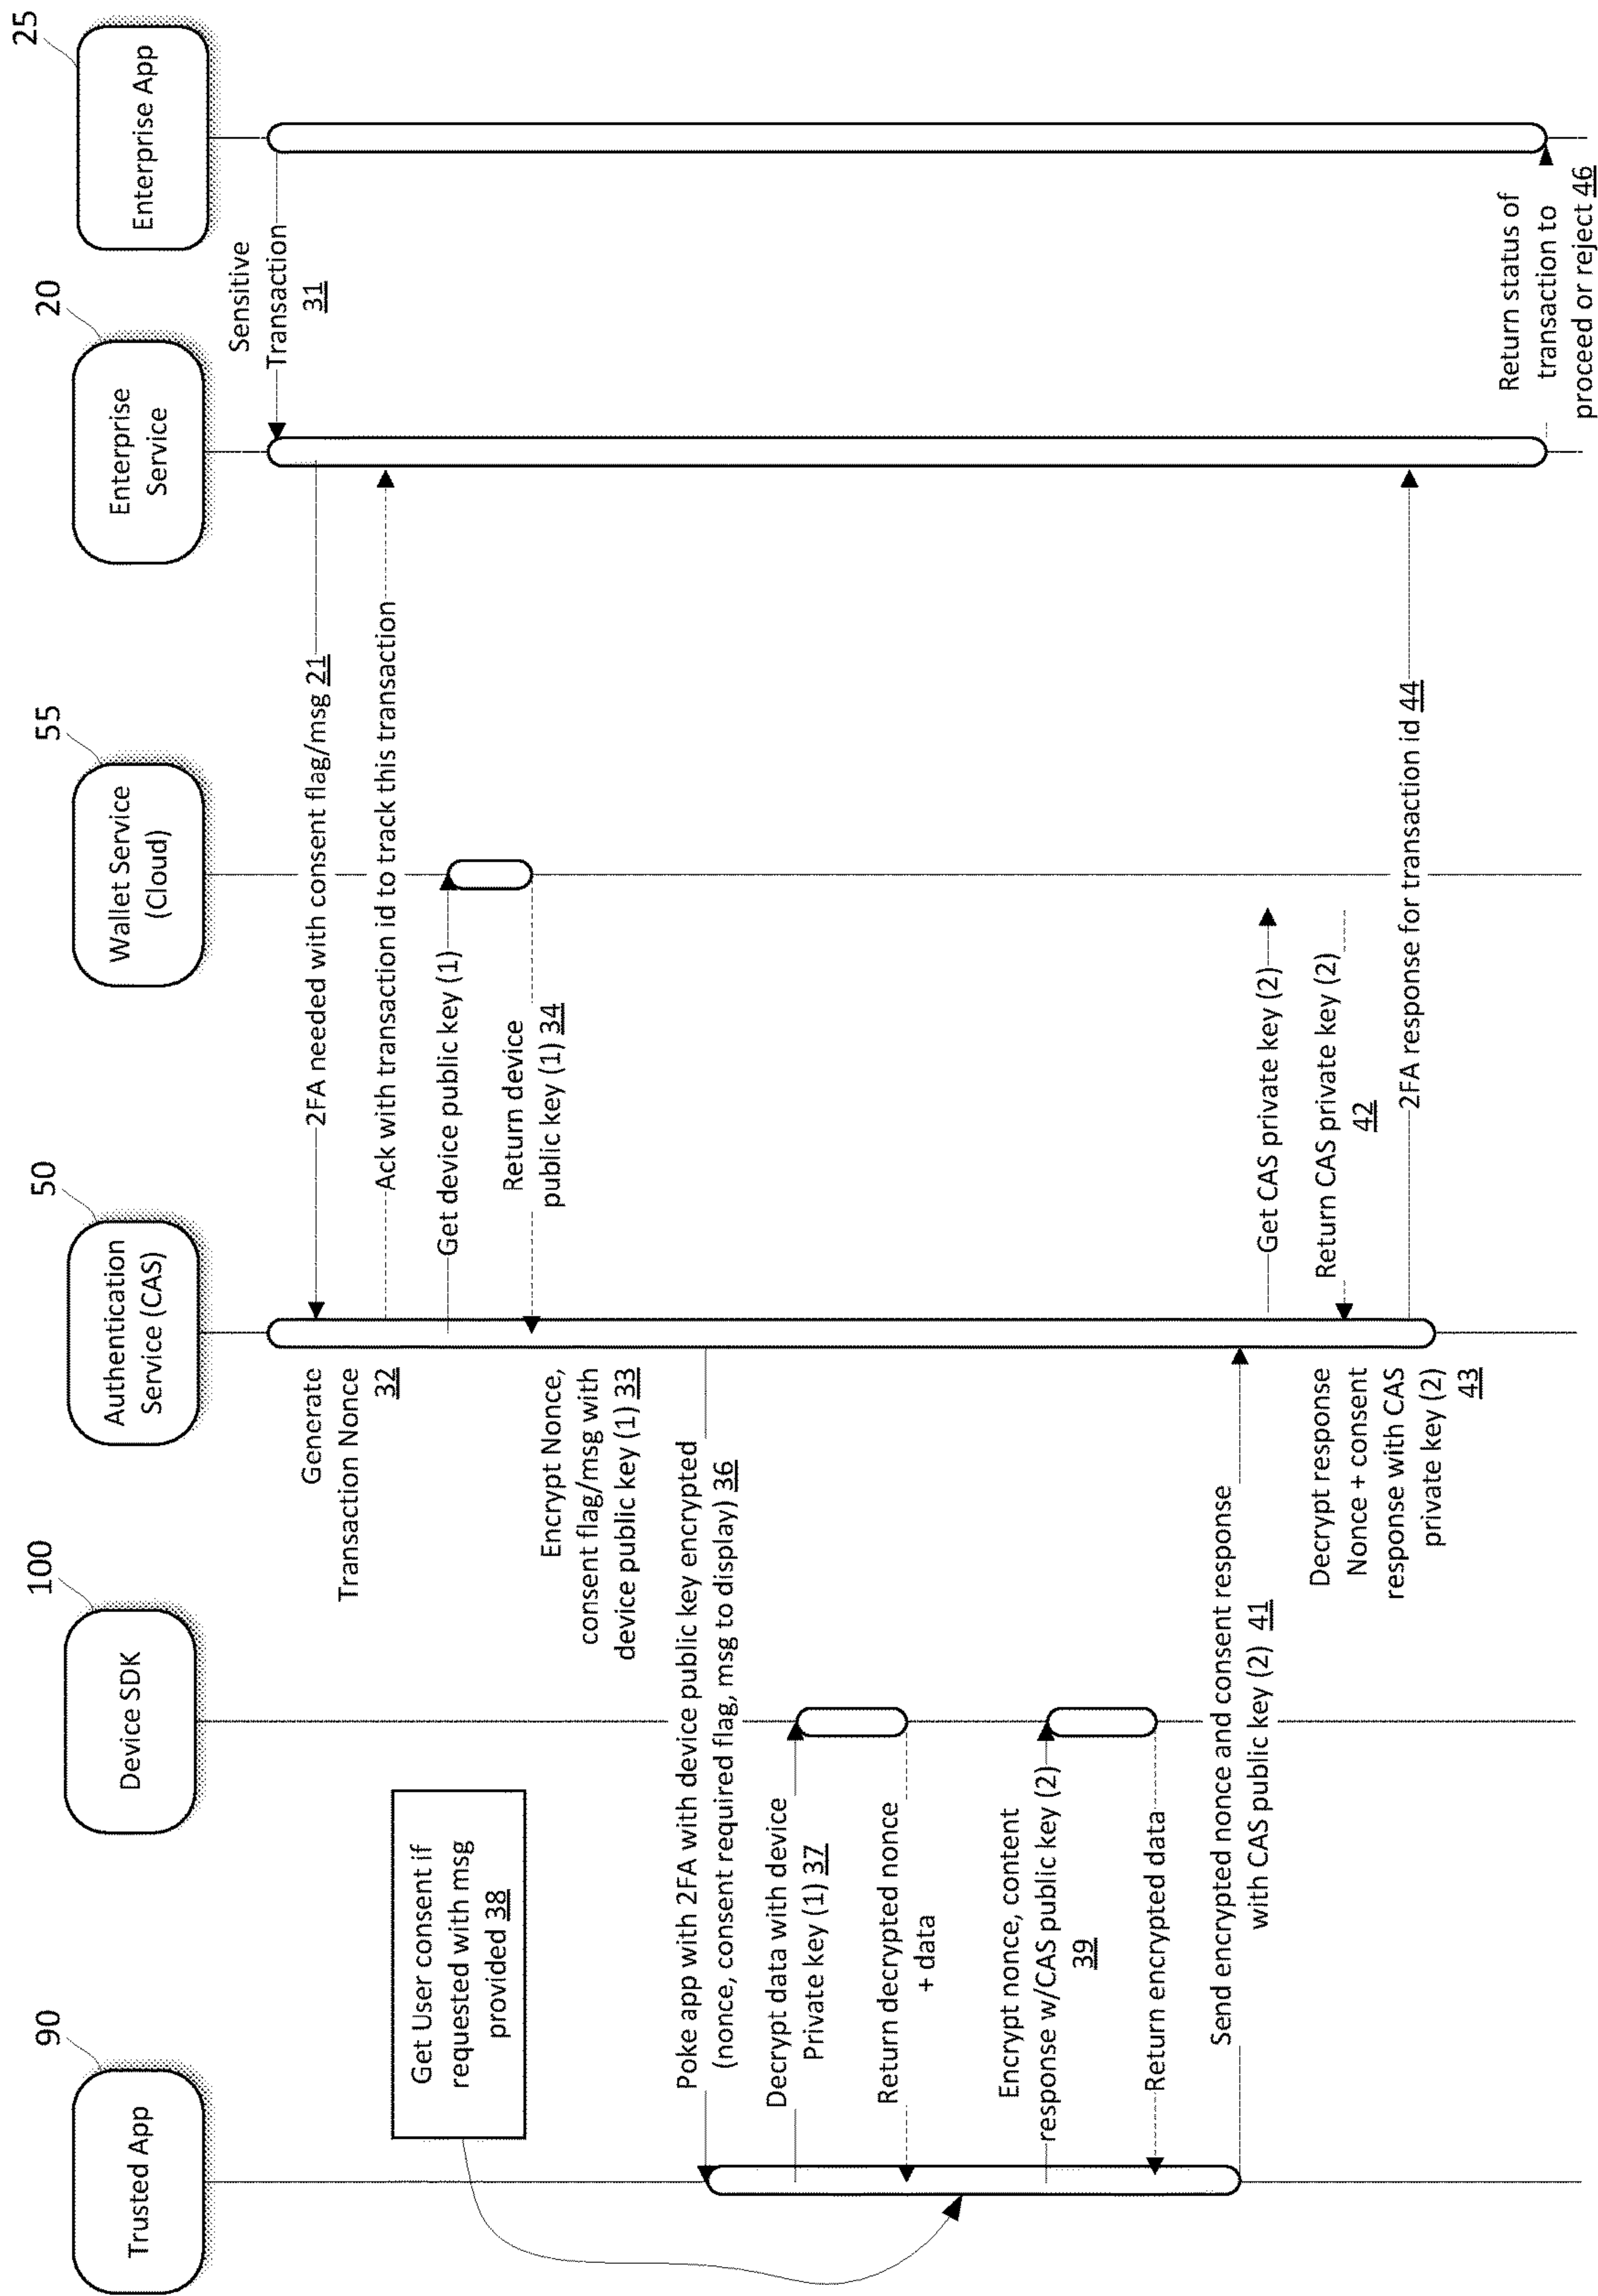 90
Trusted App
100
Device SDK
50
Authentication
Service (CAS)
55
Wallet Service
(Cloud)
20
Enterprise
Service
25
Enterprise App
Sensitive
Transaction
31
2FA needed with consent flag/msg 21
Generate
Transaction Nonce
32
Ack with transaction id to track this transaction
Get device public key (1)
Return device
public key (1) 34
Encrypt Nonce,
consent flag/msg with
device public key (1) 33
Get User consent if
requested with msg
provided 38
Poke app with 2FA with device public key encrypted
(nonce, consent required flag, msg to display) 36
Decrypt data with device
Private key (1) 37
Return decrypted nonce
+ data
Encrypt nonce, content
response w/CAS public key (2)
39
Return encrypted data
Send encrypted nonce and consent response
with CAS public key (2) 41
Get CAS private key (2)
Return CAS private key (2)
42
Decrypt response
Nonce + consent
response with CAS
private key (2)
43
2FA response for transaction id 44
Return status of
transaction to
proceed or reject 46